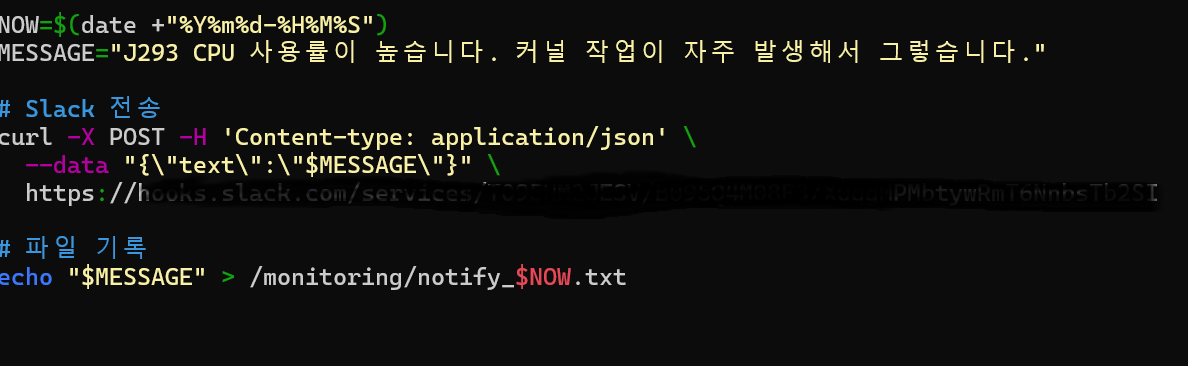 NOW=$(date +"%Y%m%d-%H%M%S")
MESSAGE="J293 CPU 사용률이 높습니다. 커널 작업이 자주 발생해서 그렇습니다."
# Slack 전송
curl -X POST -H 'Content-type: application/json' \
--data "{\"text\":\"$MESSAGE\"}" \
https://hooks.slack.com/services/
# 파일 기록
echo "$MESSAGE" > /monitoring/notify_$NOW.txt